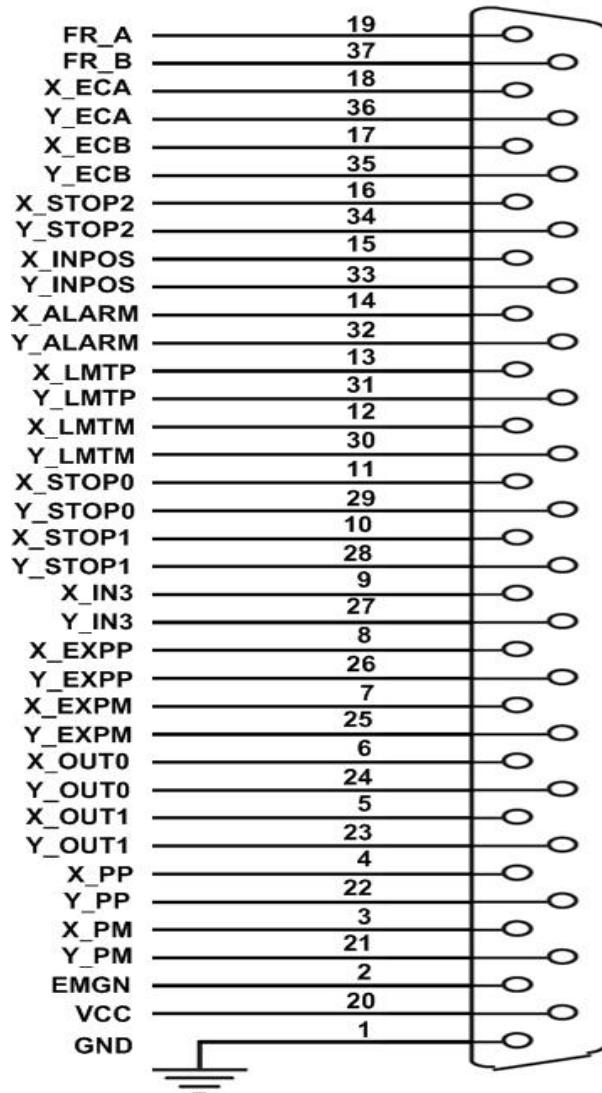 FR_A 19
FR_B 37
X_ECA 18
Y_ECA 36
X_ECB 17
Y_ECB 35
X_STOP2 16
Y_STOP2 34
X_INPOS 15
Y_INPOS 33
X_ALARM 14
Y_ALARM 32
X_LMTP 13
Y_LMTP 31
X_LMTM 12
Y_LMTM 30
X_STOP0 11
Y_STOP0 29
X_STOP1 10
Y_STOP1 28
X_IN3 9
Y_IN3 27
X_EXPP 8
Y_EXPP 26
X_EXPM 7
Y_EXPM 25
X_OUT0 6
Y_OUT0 24
X_OUT1 5
Y_OUT1 23
X_PP 4
Y_PP 22
X_PM 3
Y_PM 21
EMGN 2
VCC 20
GND 1